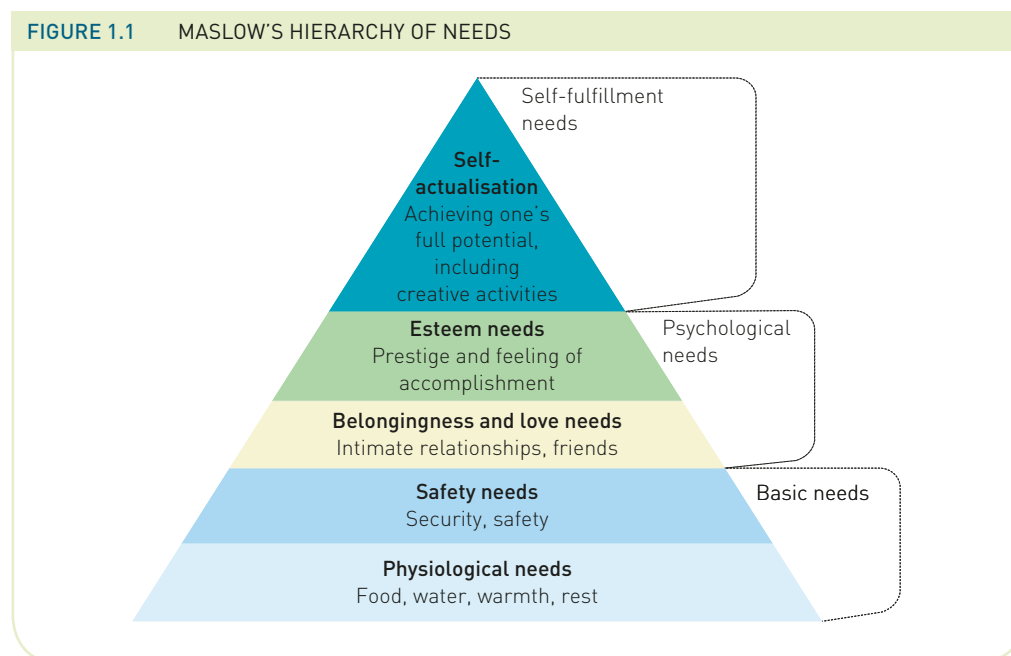 FIGURE 1.1 MASLOW'S HIERARCHY OF NEEDS
Self-fulfillment
needs
Self-
actualisation
Achieving one's
full potential,
including
creative activities
Esteem needs
Prestige and feeling of
accomplishment
Psychological
needs
Belongingness and love needs
Intimate relationships, friends
Safety needs
Security, safety
Basic needs
Physiological needs
Food, water, warmth, rest